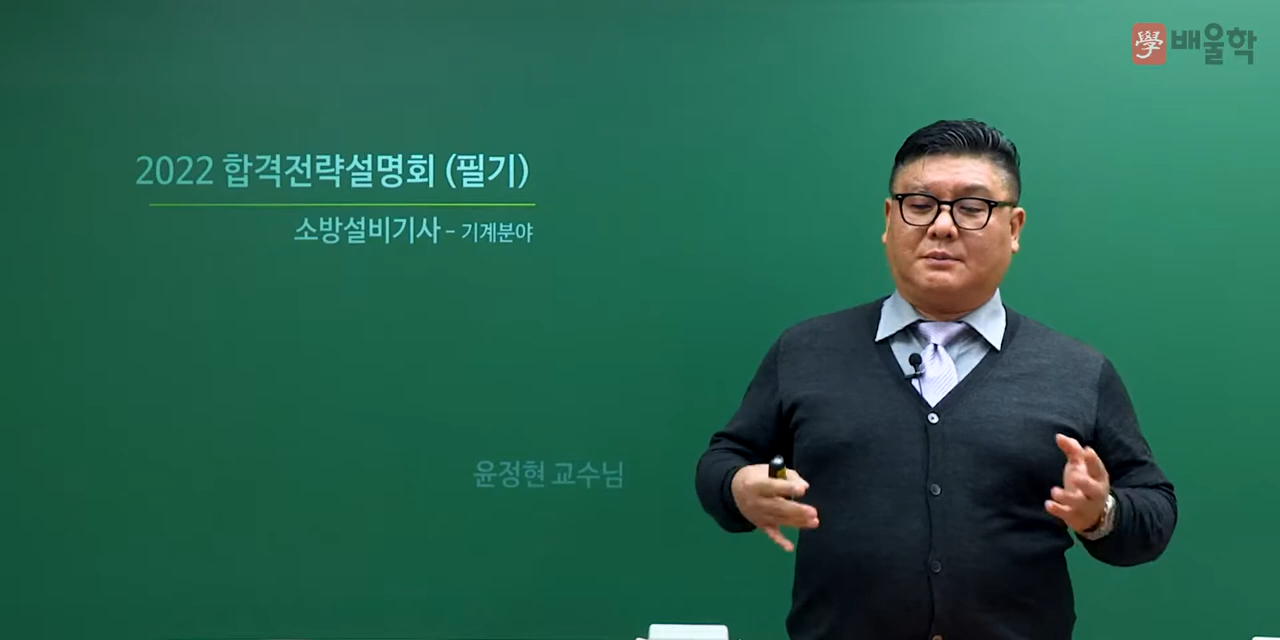 學 배울학
2022 합격전략설명회 (필기)
소방설비기사 - 기계분야
윤정현 교수님